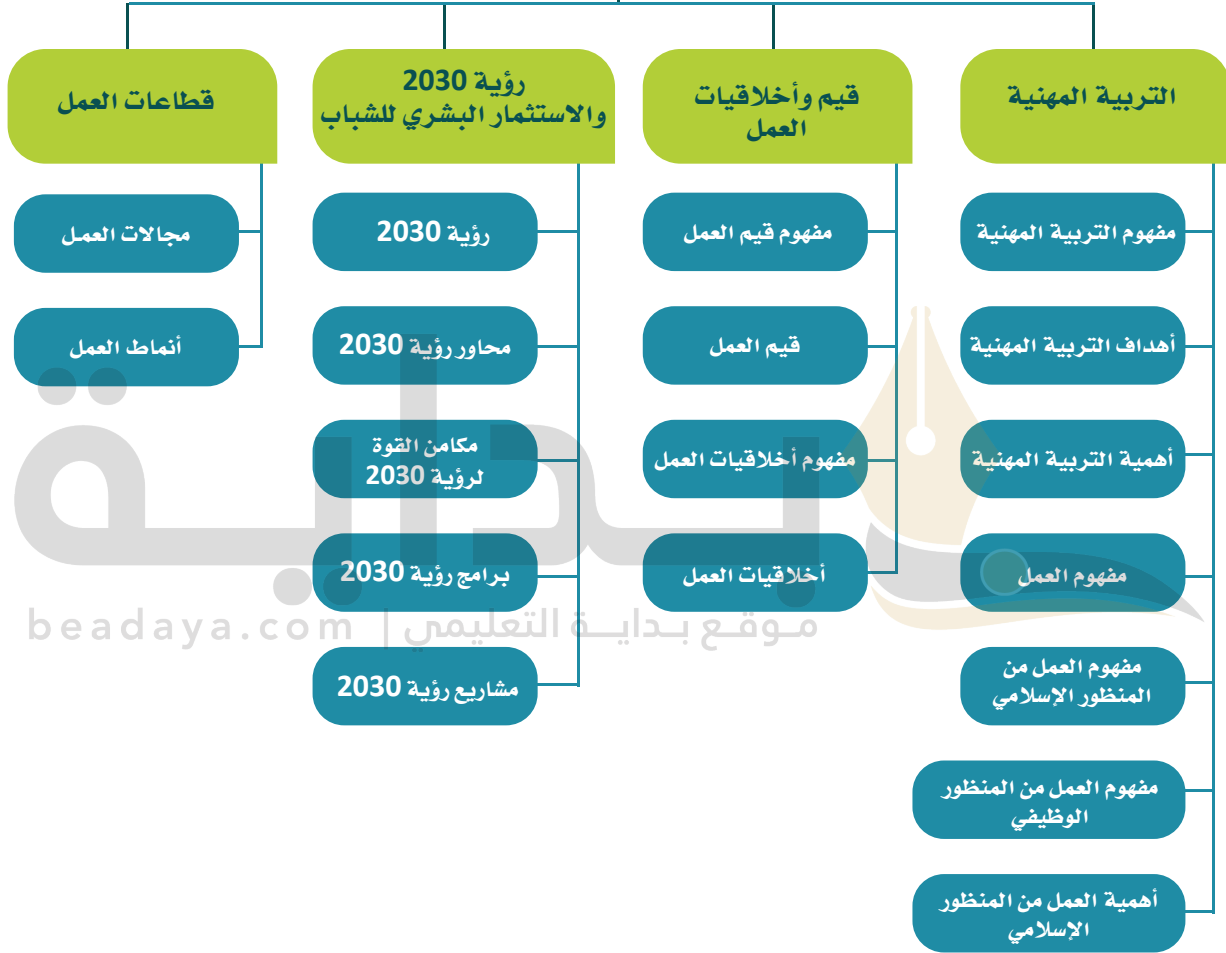 التربية المهنية
مفهوم التربية المهنية
أهداف التربية المهنية
أهمية التربية المهنية
مفهوم العمل
مفهوم العمل من
المنظور الإسلامي
مفهوم العمل من المنظور
الوظيفي
أهمية العمل من المنظور
الإسلامي
قيم وأخلاقيات
العمل
مفهوم قيم العمل
قيم العمل
مفهوم أخلاقيات العمل
أخلاقيات العمل
رؤية 2030
والاستثمار البشري للشباب
رؤية 2030
محاور رؤية 2030
مكامن القوة
لرؤية 2030
برامج رؤية 2030
مشاريع رؤية 2030
قطاعات العمل
مجالات العمل
أنماط العمل
بداية
موقع بداية التعليمي | beadaya.com